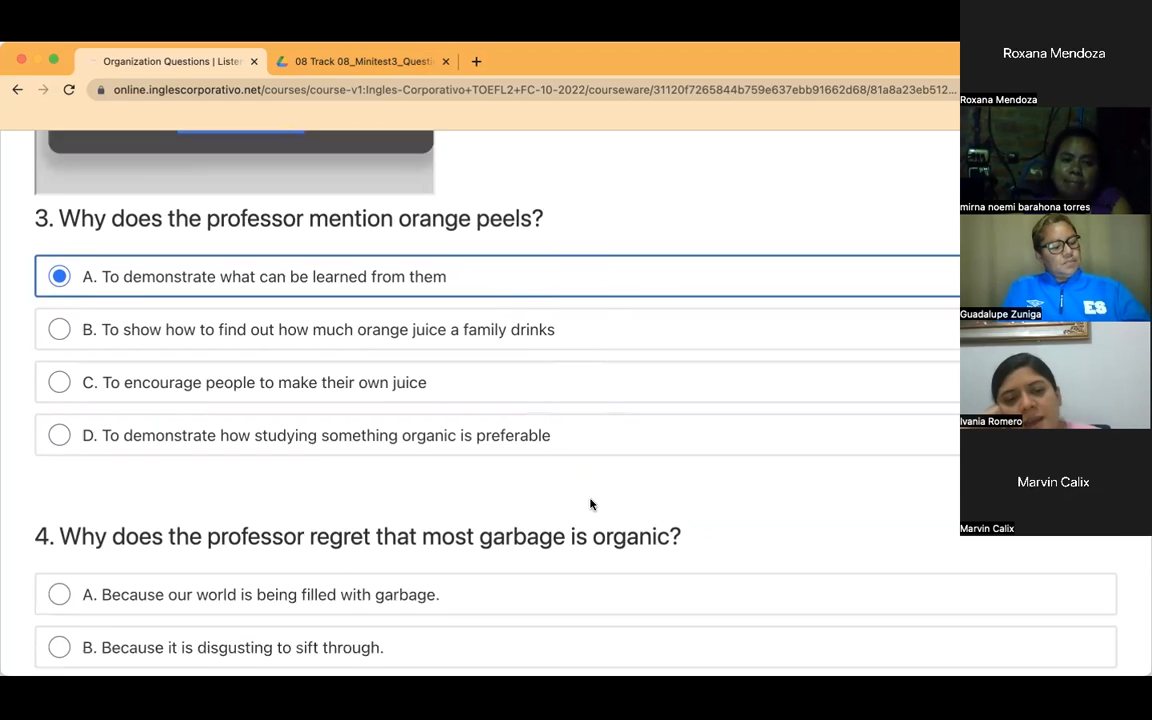 Organization Questions | Lister
08 Track 08_Minitest3_Questi
online.inglescorporativo.net/courses/course-v1:Ingles-Corporativo+TOEFL2+FC-10-2022/courseware/31120f7265844b759e637ebb91662d68/81a8a23eb512...
3. Why does the professor mention orange peels?
A. To demonstrate what can be learned from them
B. To show how to find out how much orange juice a family drinks
C. To encourage people to make their own juice
D. To demonstrate how studying something organic is preferable
4. Why does the professor regret that most garbage is organic?
A. Because our world is being filled with garbage.
B. Because it is disgusting to sift through.
Roxana Mendoza
Roxana Mendoza
mirna noemi barahona torres
ES
Guadalupe Zuniga
Ivania Romero
Marvin Calix
Marvin Calix